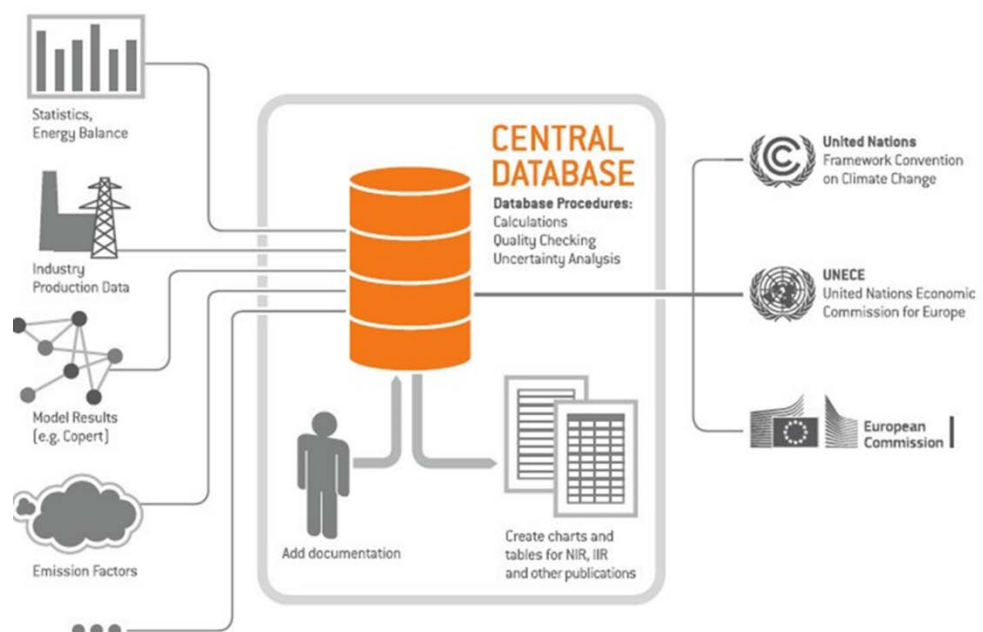 Statistics,
Energy Balance
Industry
Production Data
Model Results
(e.g. Copert)
Emission Factors
CENTRAL
DATABASE
Database Procedures:
Calculations
Quality Checking
Uncertainty Analysis
Add documentation
Create charts and
tables for NIR, IIR
and other publications
United Nations
Framework Convention
on Climate Change
UNECE
United Nations Economic
Commission for Europe
European
Commission